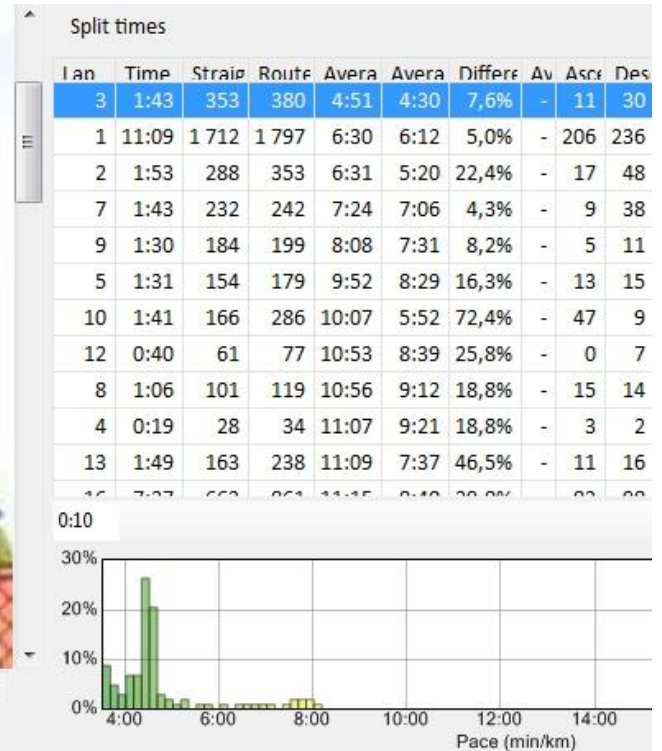 Split times
Lap Time Straig Route Avera Avera Differe Av Asce Des
3 1:43 353 380 4:51 4:30 7,6% - 11 30
1 11:09 1 712 1 797 6:30 6:12 5,0% - 206 236
2 1:53 288 353 6:31 5:20 22,4% - 17 48
7 1:43 232 242 7:24 7:06 4,3% - 9 38
9 1:30 184 199 8:08 7:31 8,2% - 5 11
5 1:31 154 179 9:52 8:29 16,3% - 13 15
10 1:41 166 286 10:07 5:52 72,4% - 47 9
12 0:40 61 77 10:53 8:39 25,8% - 0 7
8 1:06 101 119 10:56 9:12 18,8% - 15 14
4 0:19 28 34 11:07 9:21 18,8% - 3 2
13 1:49 163 238 11:09 7:37 46,5% - 11 16
0:10
30%
20%
10%
0%
4:00 6:00 8:00 10:00 12:00 14:00
Pace (min/km)